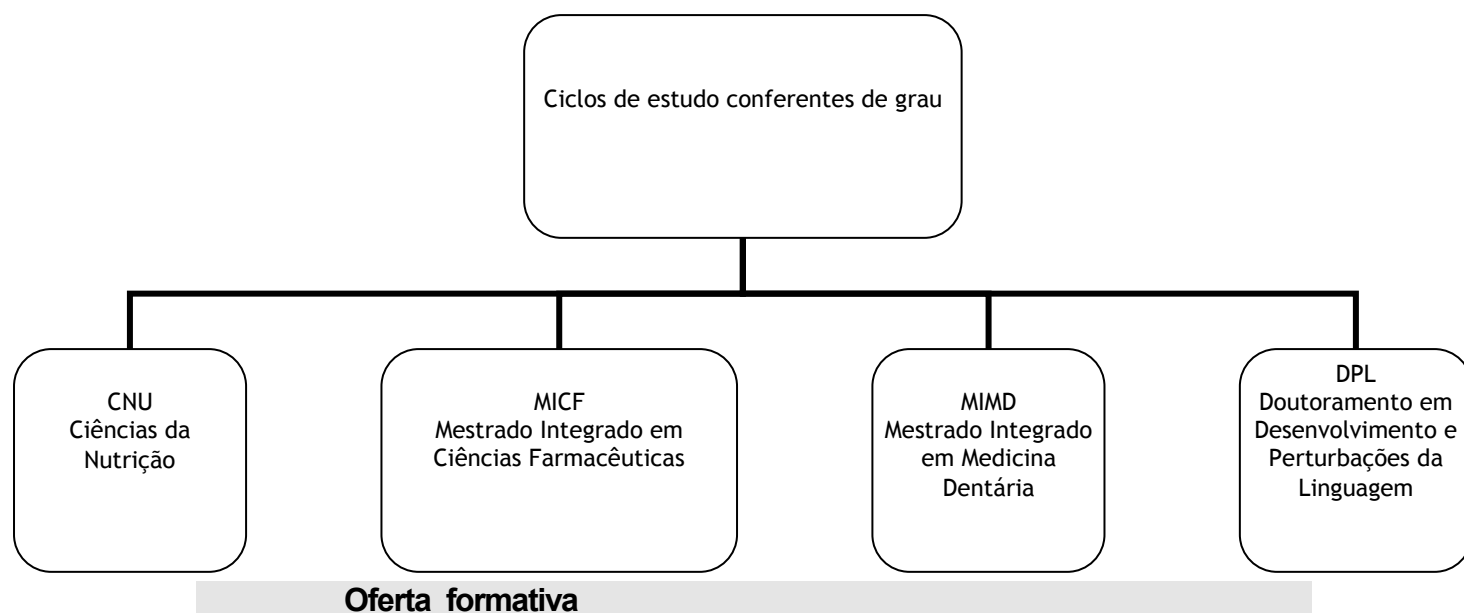 Ciclos de estudo conferentes de grau
CNU
Ciências da
Nutrição
MICF
Mestrado Integrado em
Ciências Farmacêuticas
MIMD
Mestrado Integrado
em Medicina
Dentária
DPL
Doutoramento em
Desenvolvimento e
Perturbações da
Linguagem
Oferta formativa